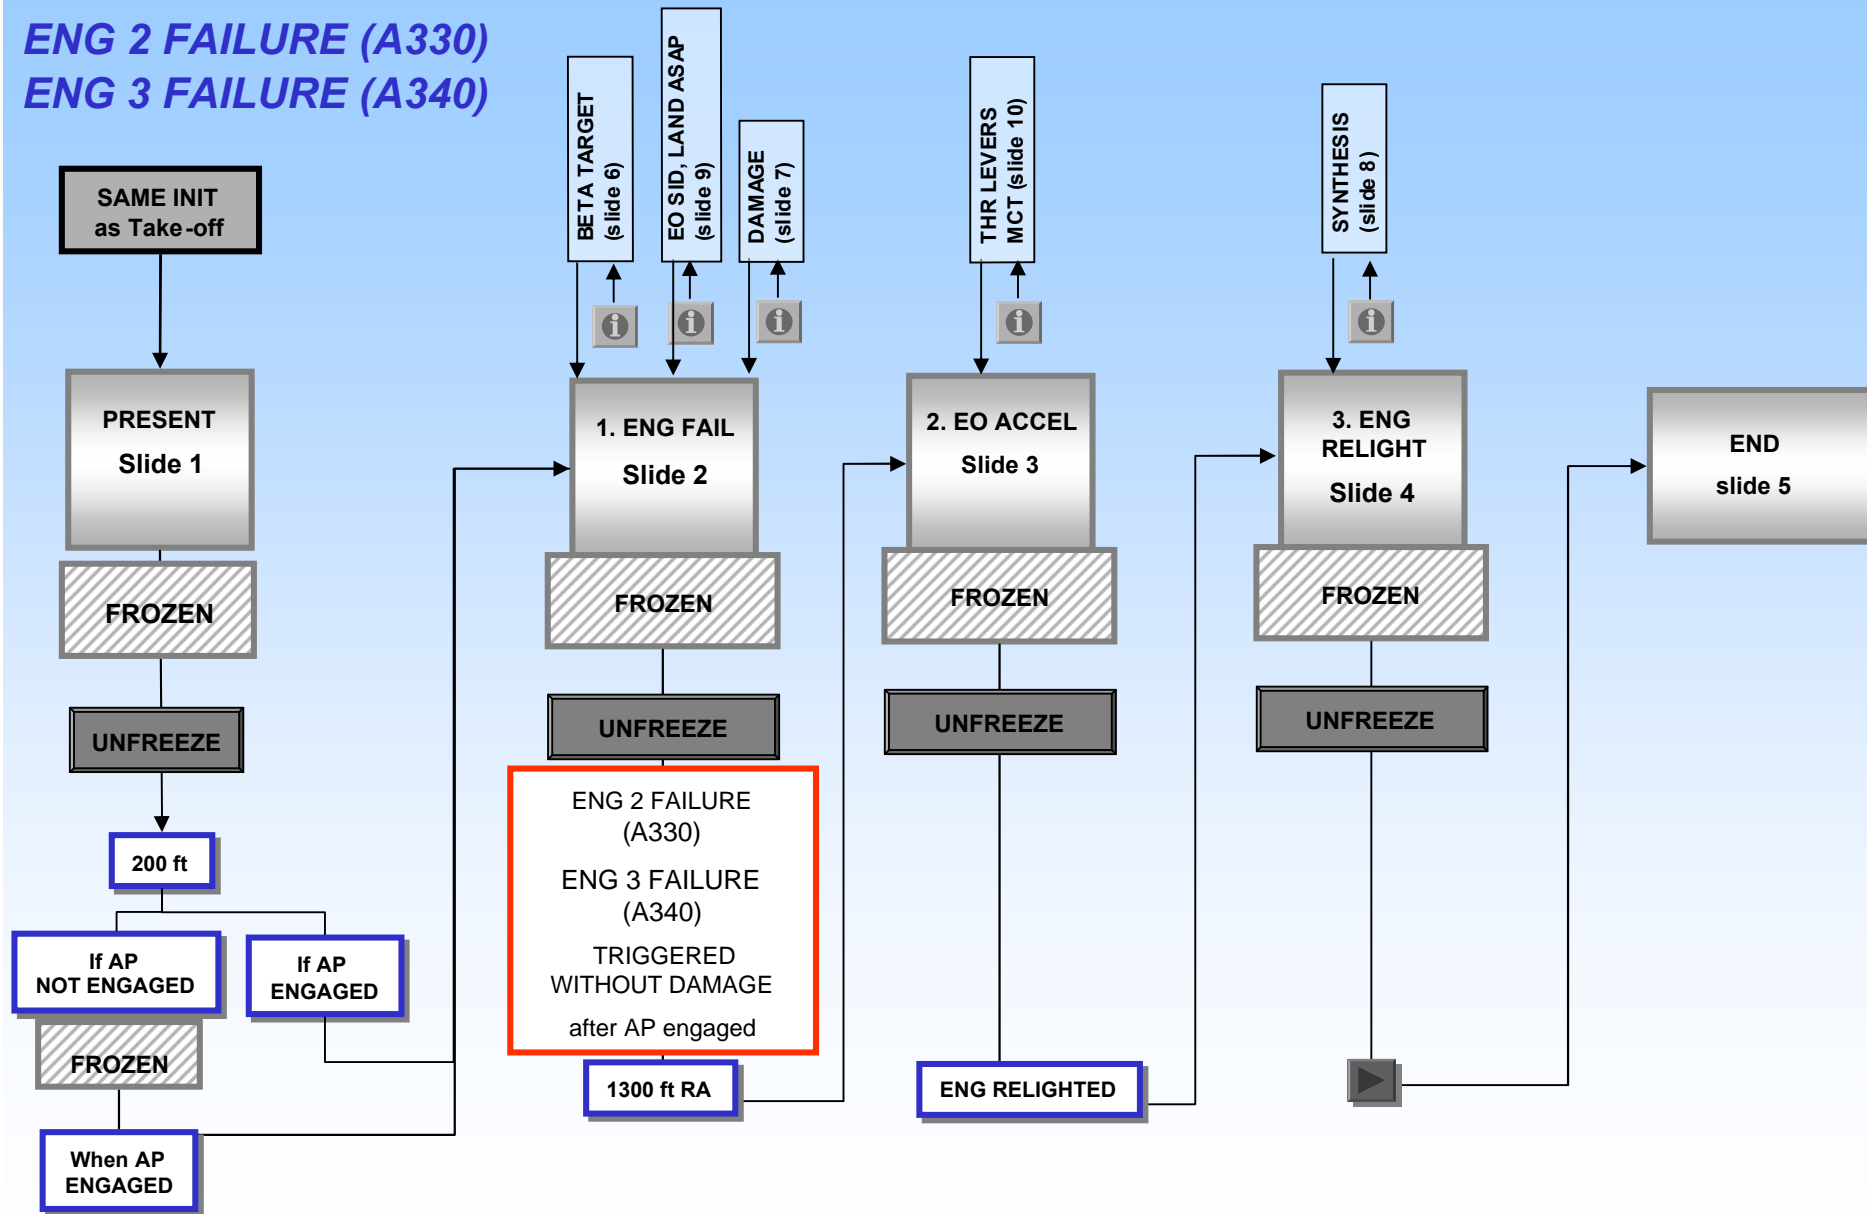 ENG 2 FAILURE (A330)
ENG 3 FAILURE (A340)
SAME INIT
as Take-off
PRESENT
Slide 1
FROZEN
UNFREEZE
200 ft
If AP
NOT ENGAGED
If AP
ENGAGED
FROZEN
When AP
ENGAGED
BETA TARGET
(slide 6)
EO SID, LAND ASAP
(slide 9)
DAMAGE
(slide 7)
1. ENG FAIL
Slide 2
FROZEN
UNFREEZE
ENG 2 FAILURE
(A330)
ENG 3 FAILURE
(A340)
TRIGGERED
WITHOUT DAMAGE
after AP engaged
1300 ft RA
THR LEVERS
MCT (slide 10)
2. EO ACCEL
Slide 3
FROZEN
UNFREEZE
ENG RELIGHTED
SYNTHESIS
(slide 8)
3. ENG
RELIGHT
Slide 4
FROZEN
UNFREEZE
END
slide 5